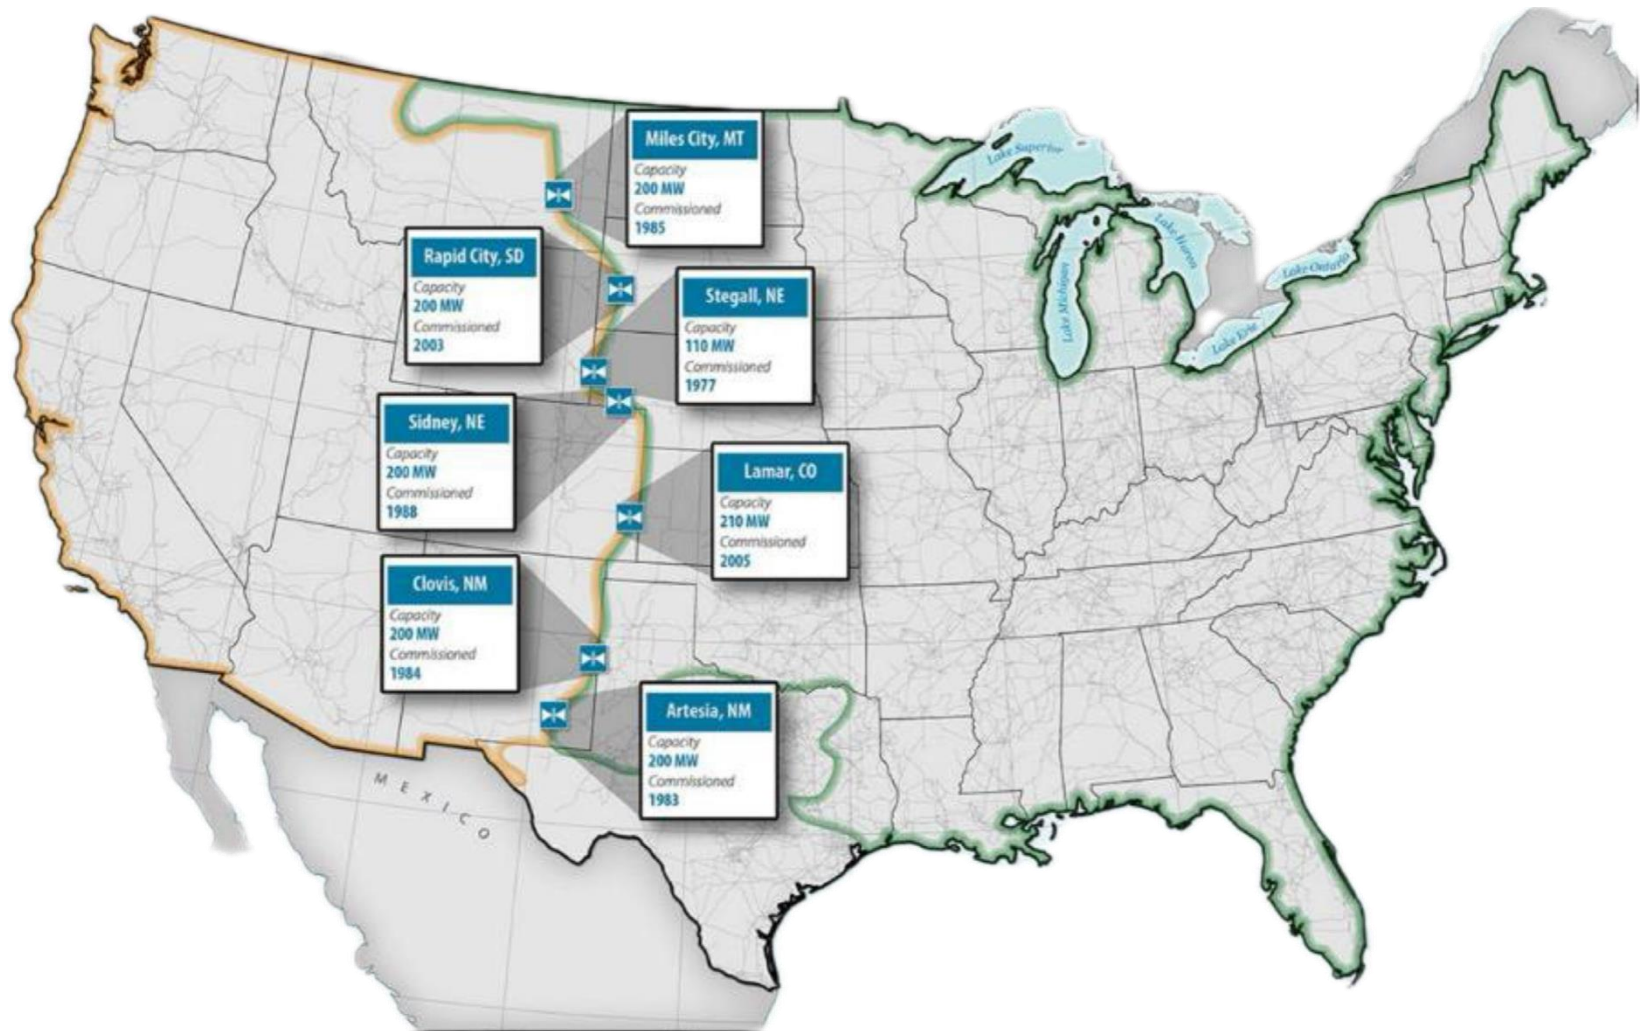 Miles City, MT
Capacity
200 MW
Commissioned
1985
Rapid City, SD
Capacity
200 MW
Commissioned
2003
Stegall, NE
Capacity
110 MW
Commissioned
1977
Sidney, NE
Capacity
200 MW
Commissioned
1988
Lamar, CO
Capacity
210 MW
Commissioned
2005
Clovis, NM
Capacity
200 MW
Commissioned
1984
Artesia, NM
Capacity
200 MW
Commissioned
1983
Lake Superior
Lake Michigan
Lake Huron
Lake Ontario
Lake Erie
MEXICO